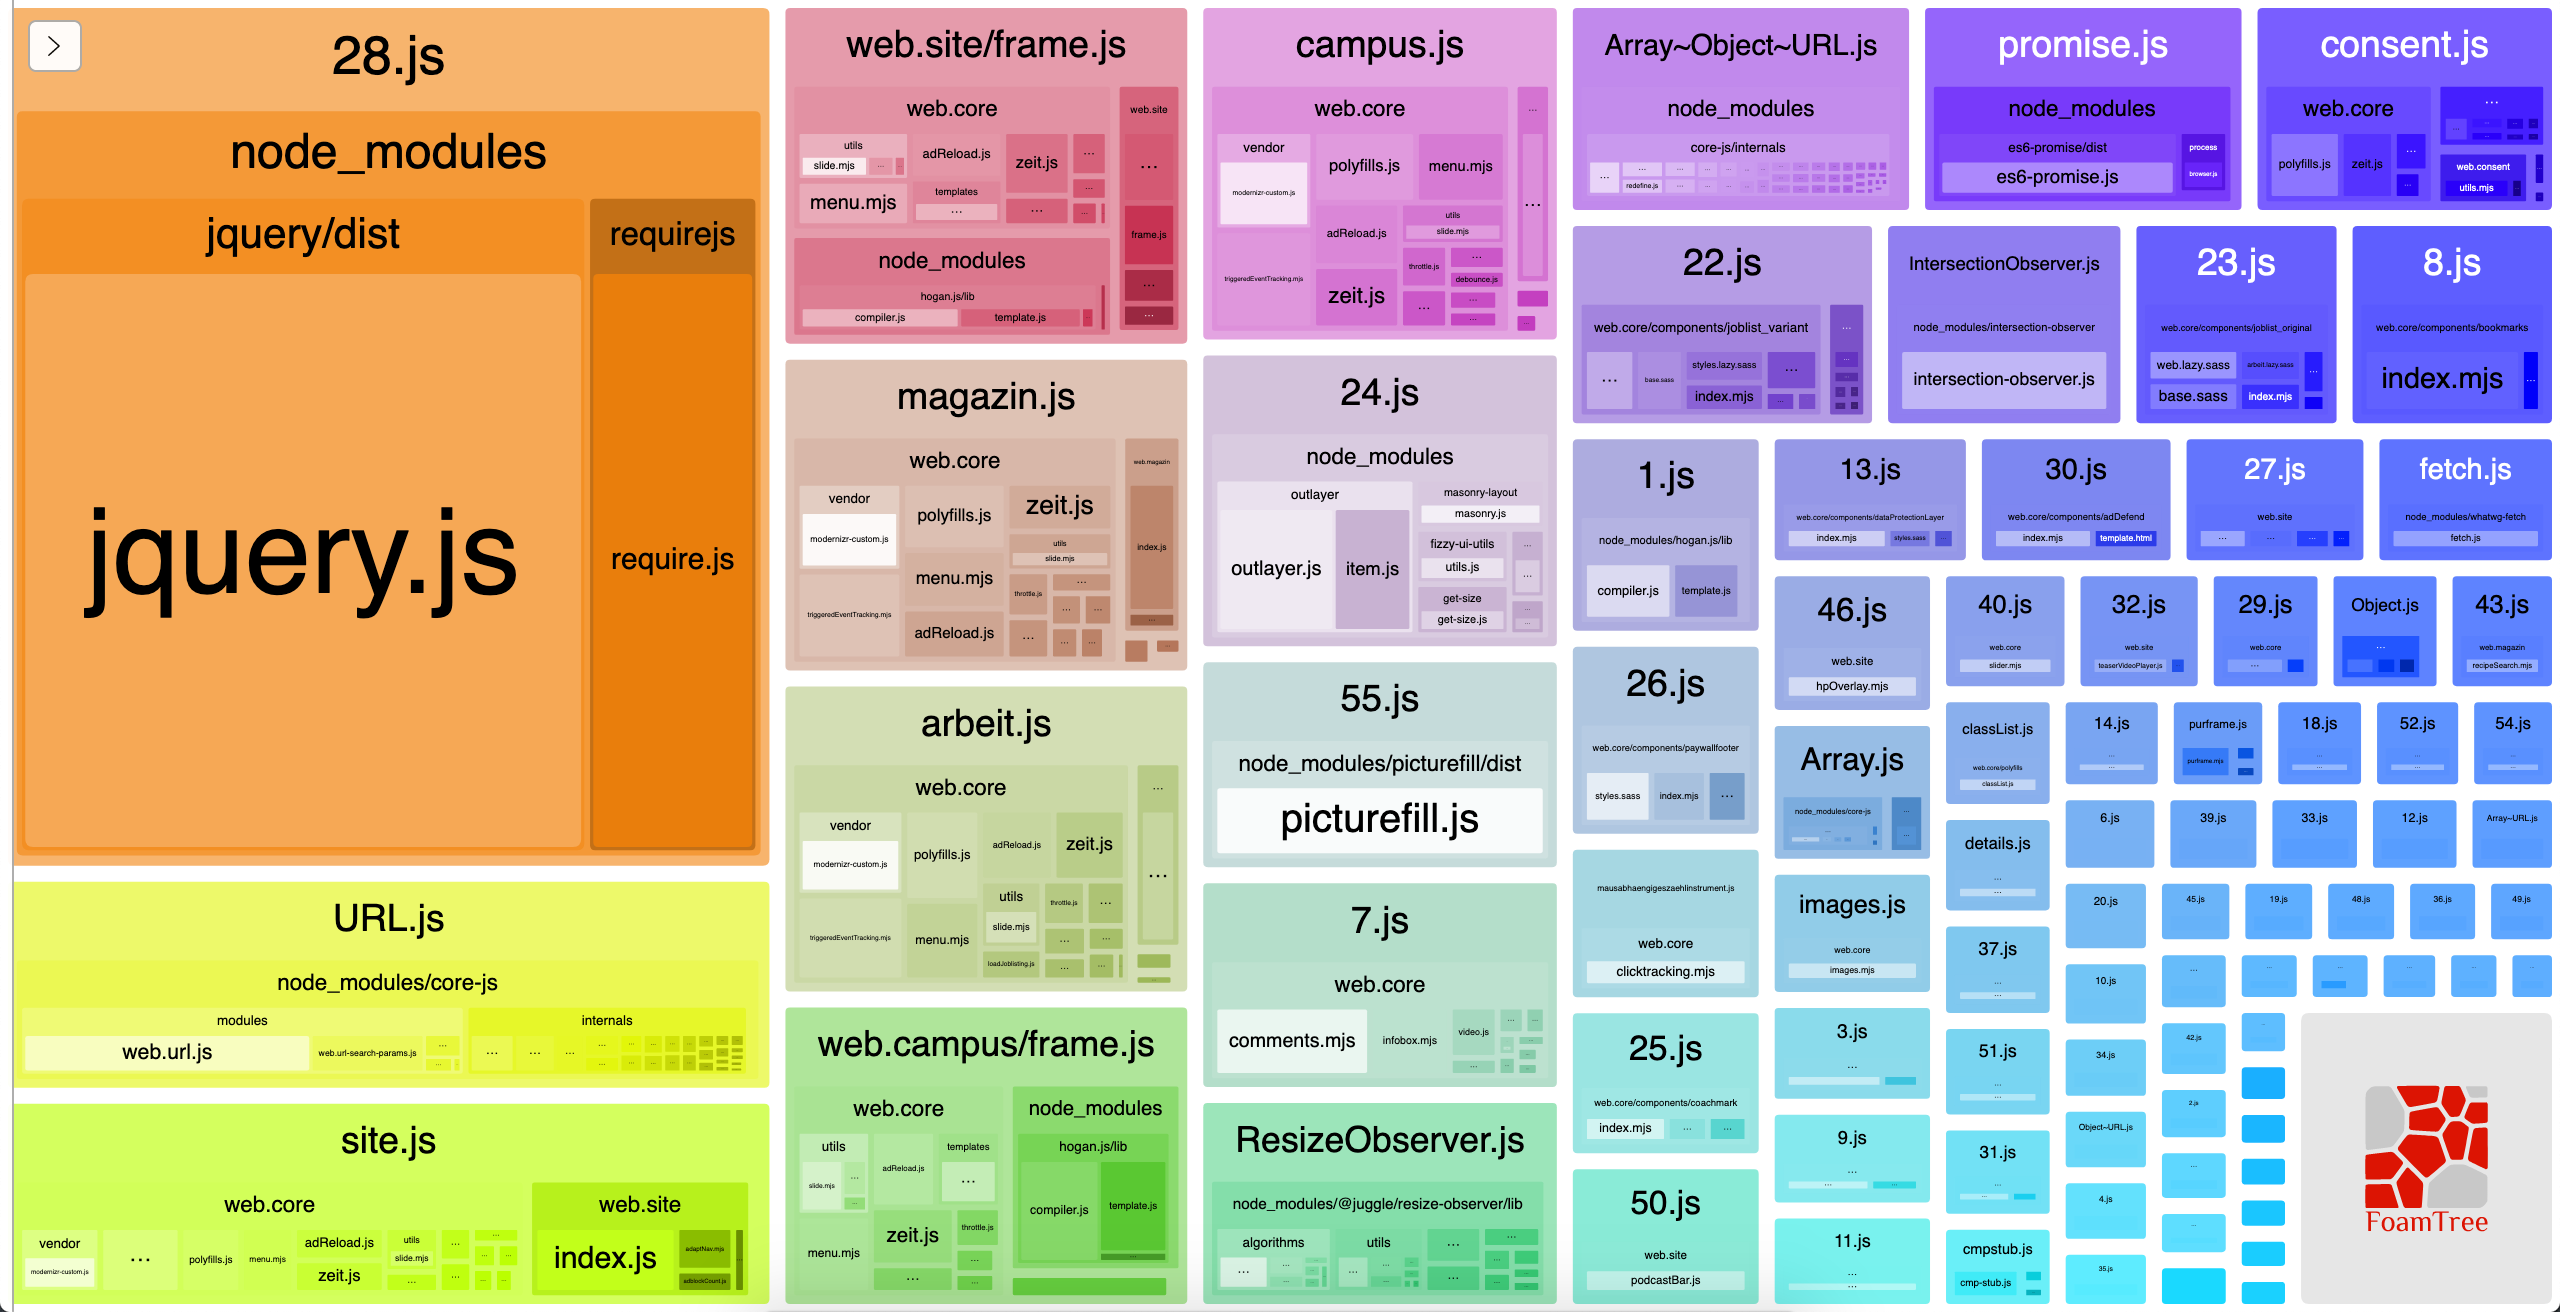 28.js
node_modules
jquery/dist
jquery.js
requirejs
require.js
URL.js
node_modules/core-js
modules
web.url.js
web.url-search-params.js
...
internals
...
site.js
web.core
vendor
modernizr-custom.js
...
polyfills.js
menu.mjs
adReload.js
zeit.js
utils
slide.mjs
...
web.site
index.js
adaptNav.mjs
adblockCount.js
web.site/frame.js
web.core
utils
slide.mjs
...
menu.mjs
adReload.js
templates
...
zeit.js
...
node_modules
hogan.js/lib
compiler.js
template.js
web.site
...
frame.js
...
magazin.js
web.core
vendor
modernizr-custom.js
triggeredEventTracking.mjs
polyfills.js
menu.mjs
adReload.js
zeit.js
utils
slide.mjs
throttle.js
...
web.magazin
index.js
...
arbeit.js
web.core
vendor
modernizr-custom.js
triggeredEventTracking.mjs
polyfills.js
menu.mjs
adReload.js
zeit.js
utils
slide.mjs
loadJoblisting.js
throttle.js
...
web.campus/frame.js
web.core
utils
slide.mjs
...
menu.mjs
adReload.js
zeit.js
...
templates
...
throttle.js
...
node_modules
hogan.js/lib
compiler.js
template.js
campus.js
web.core
vendor
modernizr-custom.js
triggeredEventTracking.mjs
polyfills.js
menu.mjs
adReload.js
zeit.js
utils
slide.mjs
throttle.js
...
debounce.js
...
24.js
node_modules
outlayer
outlayer.js
item.js
masonry-layout
masonry.js
fizzy-ui-utils
utils.js
get-size
get-size.js
...
55.js
node_modules/picturefill/dist
picturefill.js
7.js
web.core
comments.mjs
infobox.mjs
video.js
...
ResizeObserver.js
node_modules/@juggle/resize-observer/lib
algorithms
...
utils
...
Array~Object~URL.js
node_modules
core-js/internals
...
redefine.js
...
promise.js
node_modules
es6-promise/dist
es6-promise.js
process
browser.js
consent.js
web.core
polyfills.js
zeit.js
...
web.consent
utils.mjs
22.js
web.core/components/joblist_variant
...
base.sass
styles.lazy.sass
index.mjs
...
IntersectionObserver.js
node_modules/intersection-observer
intersection-observer.js
23.js
web.core/components/joblist_original
web.lazy.sass
base.sass
arbeit.lazy.sass
index.mjs
...
8.js
web.core/components/bookmarks
index.mjs
...
1.js
node_modules/hogan.js/lib
compiler.js
template.js
13.js
web.core/components/dataProtectionLayer
index.mjs
styles.sass
...
30.js
web.core/components/adDefend
index.mjs
template.html
27.js
web.site
...
fetch.js
node_modules/whatwg-fetch
fetch.js
26.js
web.core/components/paywallfooter
styles.sass
index.mjs
...
mausabhaengigeszaehlinstrument.js
web.core
clicktracking.mjs
25.js
web.core/components/coachmark
index.mjs
...
50.js
web.site
podcastBar.js
46.js
web.site
hpOverlay.mjs
Array.js
node_modules/core-js
...
images.js
web.core
images.mjs
3.js
...
9.js
...
11.js
...
40.js
web.core
slider.mjs
32.js
web.site
teaserVideoPlayer.js
29.js
web.core
...
Object.js
...
43.js
web.magazin
recipeSearch.mjs
classList.js
web.core/polyfills
classList.js
details.js
...
37.js
...
51.js
...
31.js
...
cmpstub.js
cmp-stub.js
14.js
...
purframe.js
purframe.mjs
18.js
...
52.js
...
54.js
...
6.js
39.js
33.js
12.js
Array~URL.js
20.js
45.js
19.js
48.js
36.js
49.js
10.js
...
34.js
42.js
Object~URL.js
2.js
...
4.js
...
35.js
FoamTree